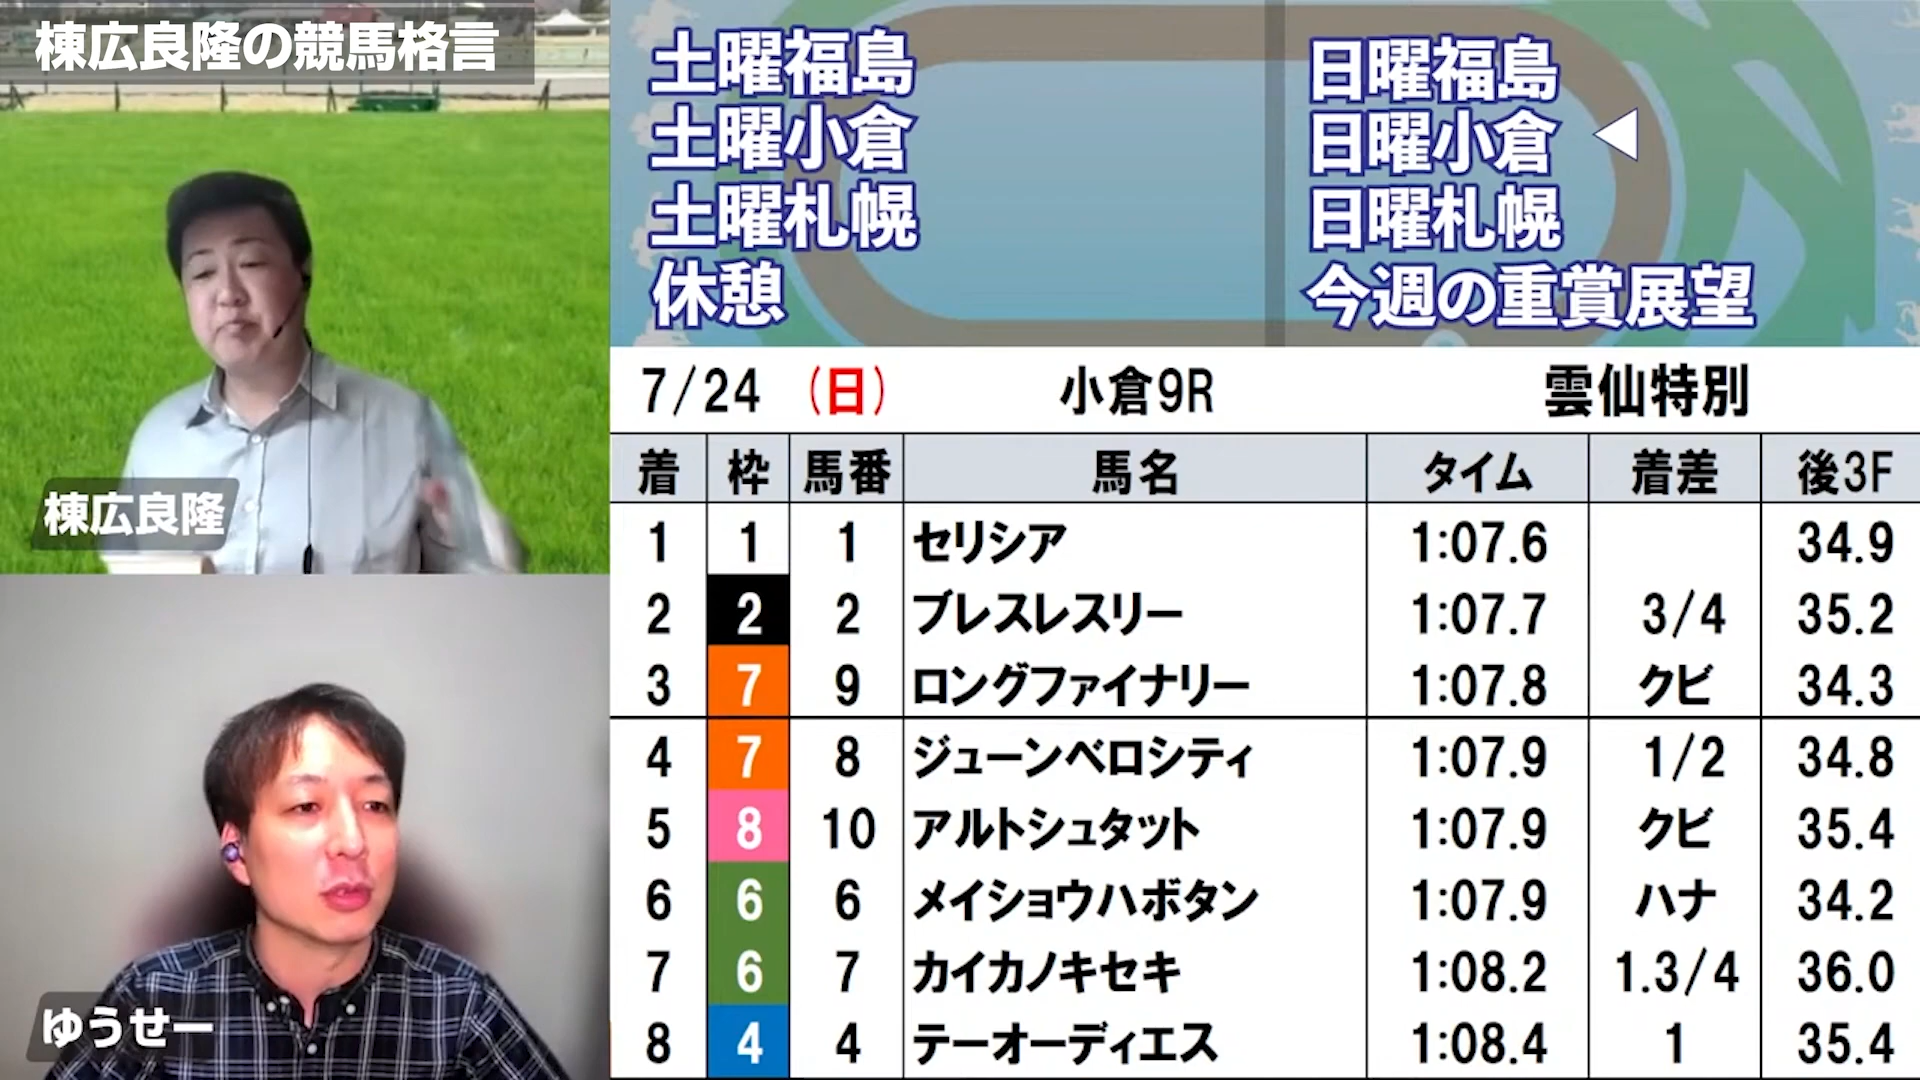 棟広良隆の競馬格言
棟広良隆
ゆうせー
土曜福島
土曜小倉
土曜札幌
休憩
日曜福島
日曜小倉
日曜札幌
今週の重賞展望
7/24 (日) 小倉9R 雲仙特別
着 枠 馬番 馬名 タイム 着差 後3F
1 1 1 セリシア 1:07.6 34.9
2 2 2 ブレスレスリー 1:07.7 3/4 35.2
3 7 9 ロングファイナリー 1:07.8 クビ 34.3
4 7 8 ジューンベロシティ 1:07.9 1/2 34.8
5 8 10 アルトシュタット 1:07.9 クビ 35.4
6 6 6 メイショウハボタン 1:07.9 ハナ 34.2
7 6 7 カイカノキセキ 1:08.2 1.3/4 36.0
8 4 4 テーオーディエス 1:08.4 1 35.4